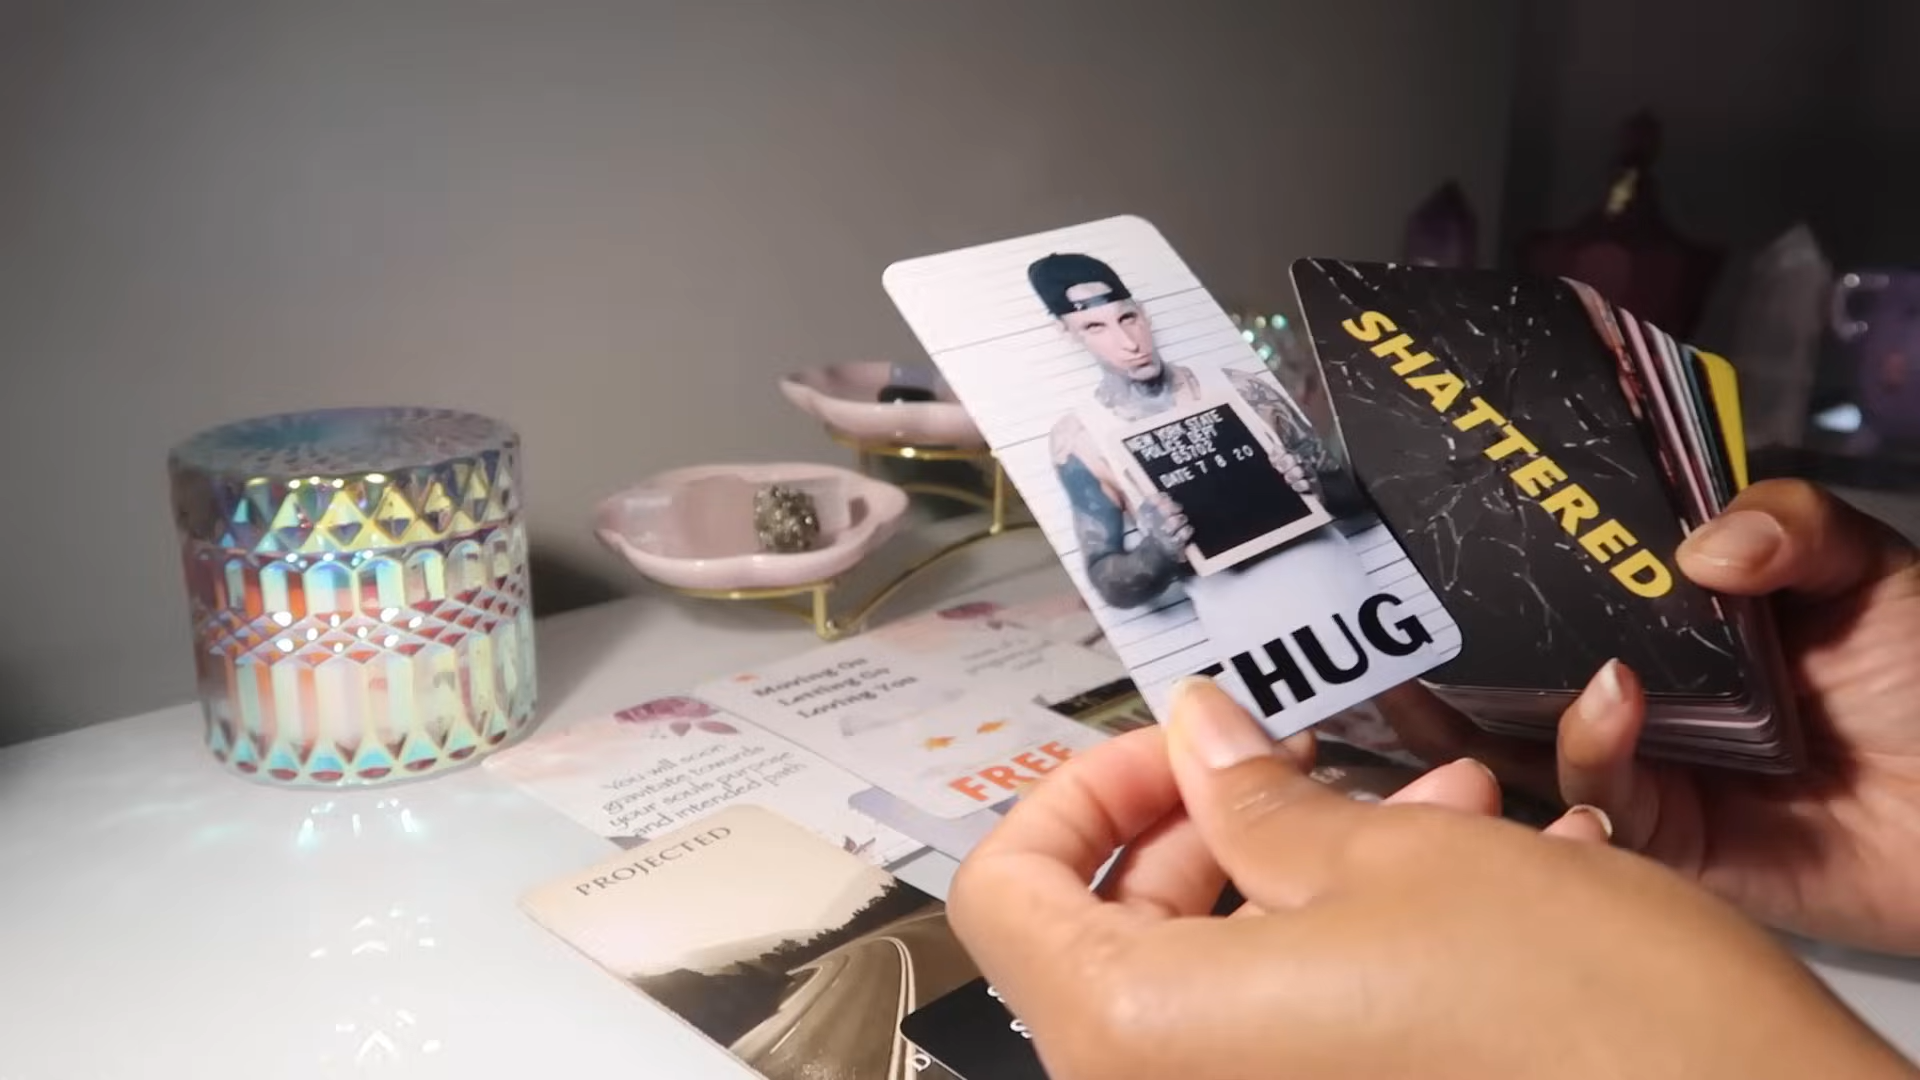 NEW YORK STATE
POLICE DEPT
65702
DATE 7 8 20
THUG
SHATTERED
Moving On
Letting Go
Loving You
FREE
You will soon
gravitate towards
your souls purpose
and intended path
PROJECTED